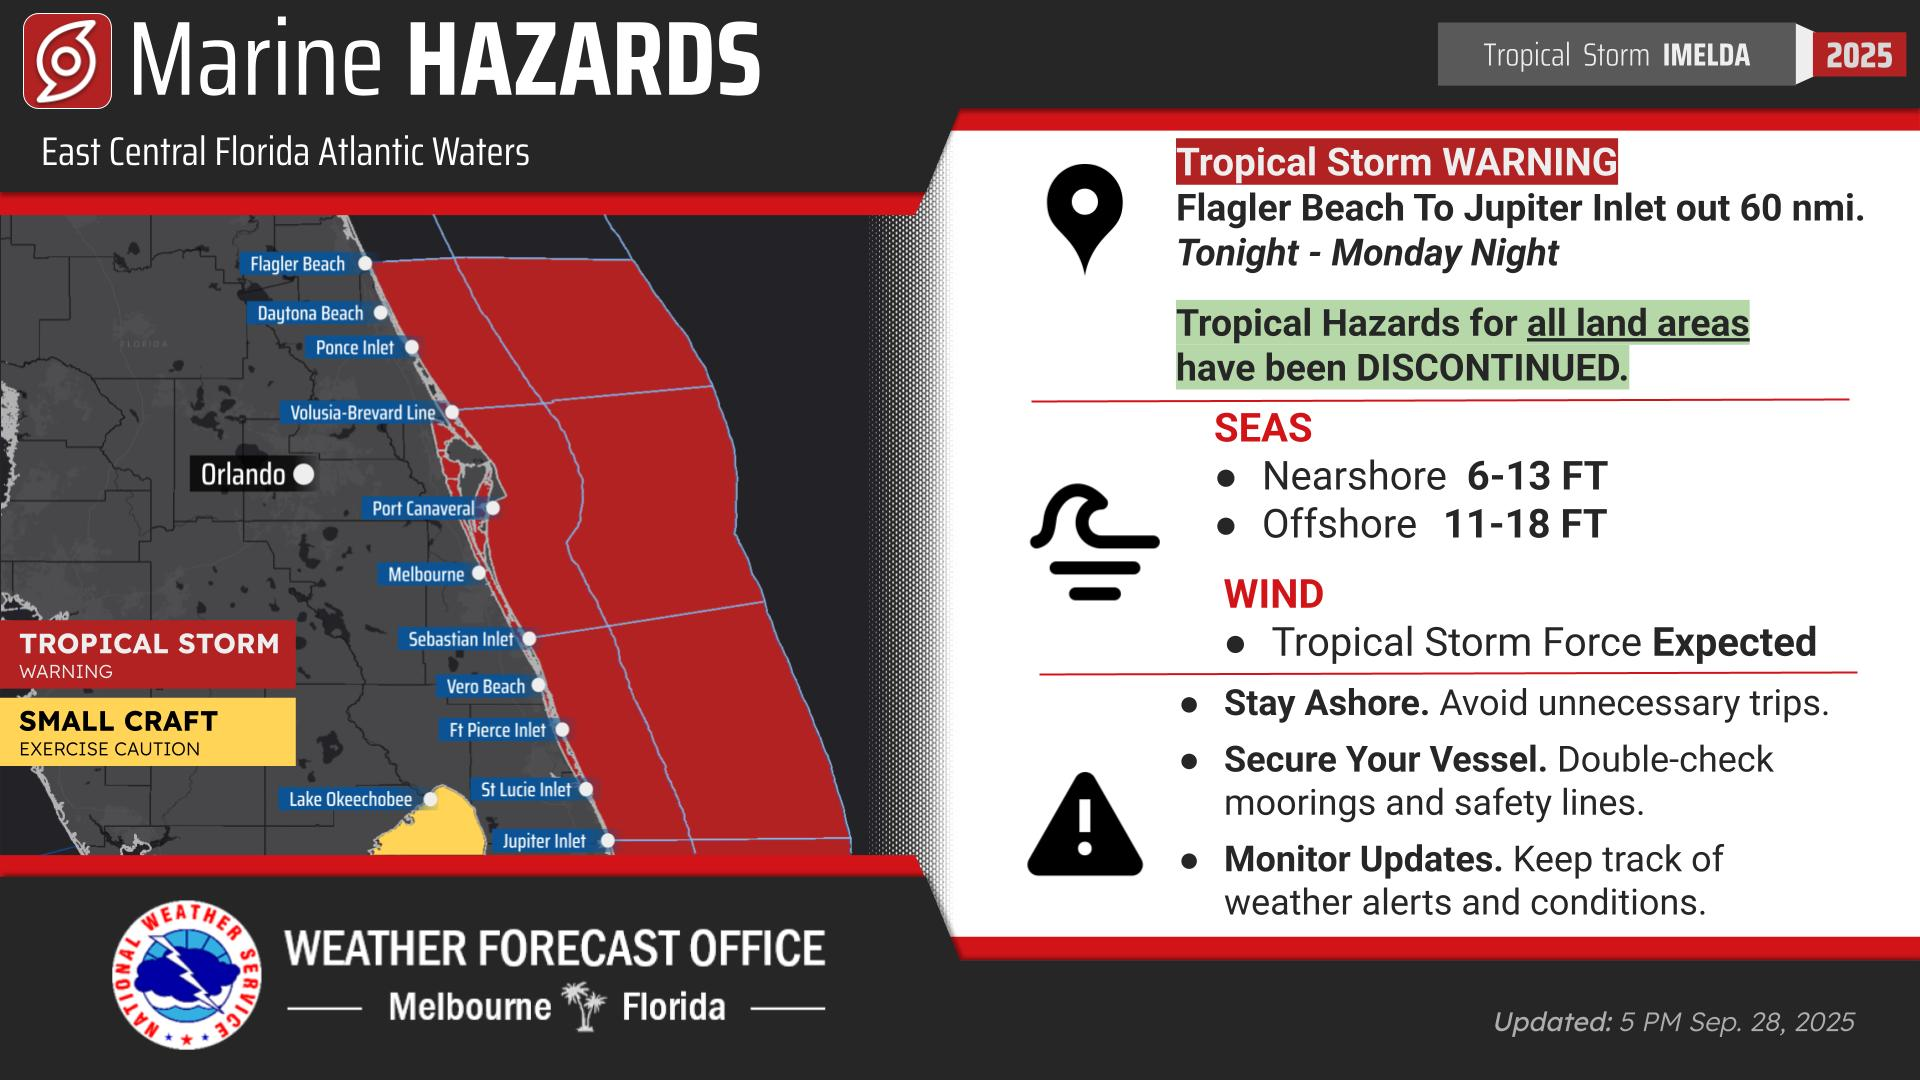 Marine HAZARDS
Tropical Storm IMELDA 2025
East Central Florida Atlantic Waters
Flagler Beach
Daytona Beach
FLORIDA
Ponce Inlet
Volusia-Brevard Line
Orlando
Port Canaveral
Melbourne
Sebastian Inlet
TROPICAL STORM
WARNING
Vero Beach
SMALL CRAFT
EXERCISE CAUTION
Ft Pierce Inlet
St Lucie Inlet
Lake Okeechobee
Jupiter Inlet
Tropical Storm WARNING
Flagler Beach To Jupiter Inlet out 60 nmi.
Tonight - Monday Night
Tropical Hazards for all land areas
have been DISCONTINUED.
SEAS
● Nearshore 6-13 FT
● Offshore 11-18 FT
WIND
● Tropical Storm Force Expected
● Stay Ashore. Avoid unnecessary trips.
● Secure Your Vessel. Double-check
moorings and safety lines.
● Monitor Updates. Keep track of
weather alerts and conditions.
NATIONAL WEATHER SERVICE
WEATHER FORECAST OFFICE
Melbourne Florida
Updated: 5 PM Sep. 28, 2025